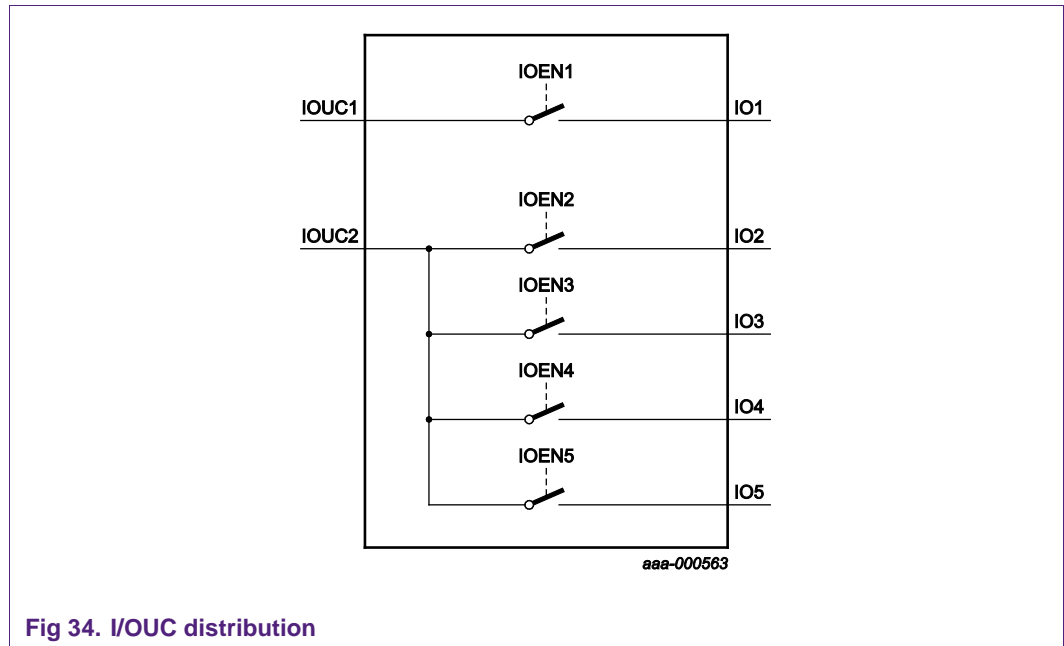 IOEN1
IOUC1
IO1
IOEN2
IOUC2
IO2
IOEN3
IO3
IOEN4
IO4
IOEN5
IO5
aaa-000563
Fig 34. I/OUC distribution